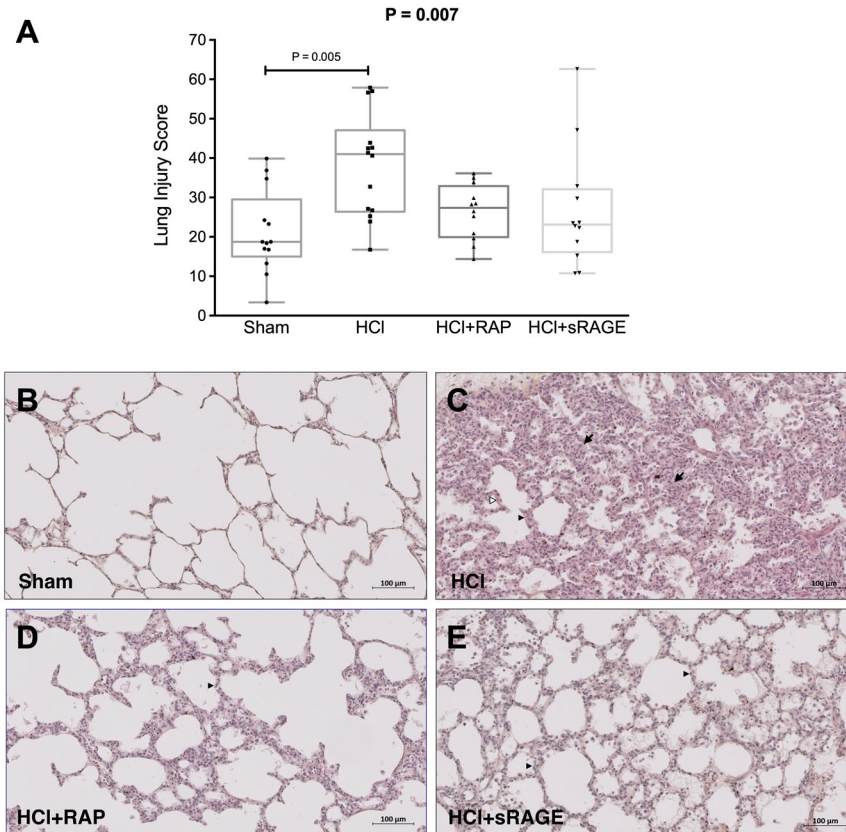 A
P = 0.007
P = 0.005
Lung Injury Score
70
60
50
40
30
20
10
0
Sham HCl HCl+RAP HCl+sRAGE
B
Sham
100 µm
C
HCl
100 µm
D
HCl+RAP
100 µm
E
HCl+sRAGE
100 µm